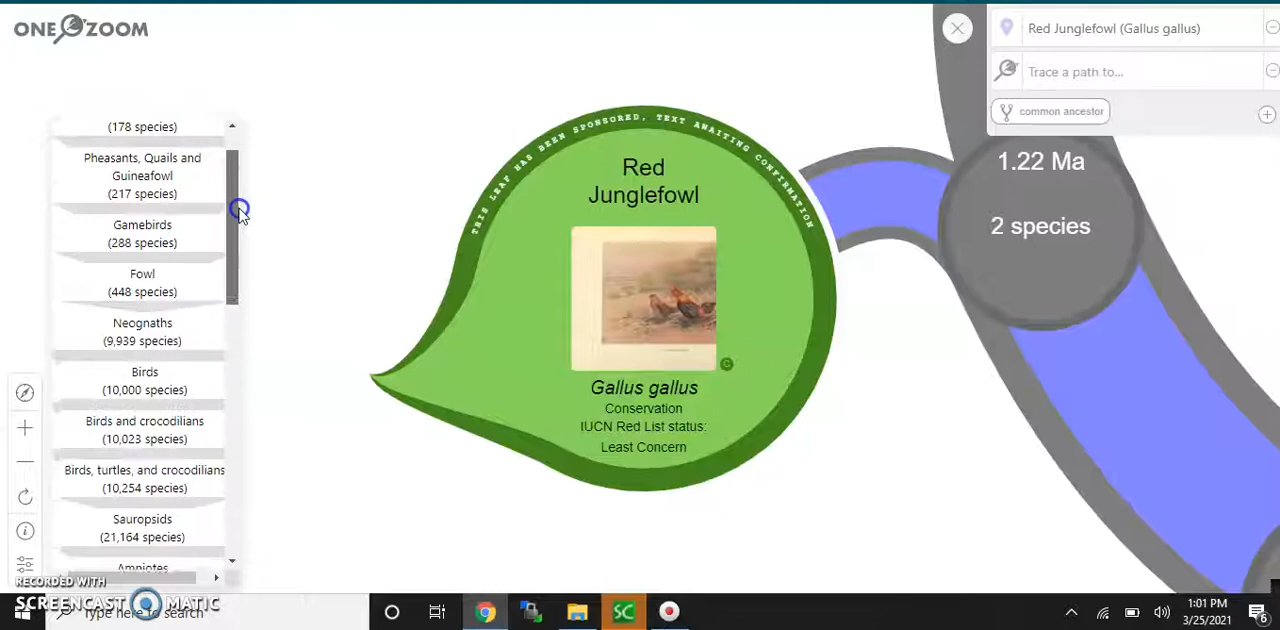 ONE ZOOM
Red Junglefowl (Gallus gallus)
Trace a path to...
common ancestor
(178 species)
Pheasants, Quails and
Guineafowl
(217 species)
Gamebirds
(288 species)
Fowl
(448 species)
Neognaths
(9,939 species)
Birds
(10,000 species)
Birds and crocodilians
(10,023 species)
Birds, turtles, and crocodilians
(10,254 species)
Sauropsids
(21,164 species)
Amniotes
THIS LEAF HAS BEEN SPONSORED, TEXT AWAITING CONFIRMATION
Red
Junglefowl
Gallus gallus
Conservation
IUCN Red List status:
Least Concern
1.22 Ma
2 species
RECORDED WITH
SCREENCAST MATIC
Type here to search
SC
1:01 PM
3/25/2021
6